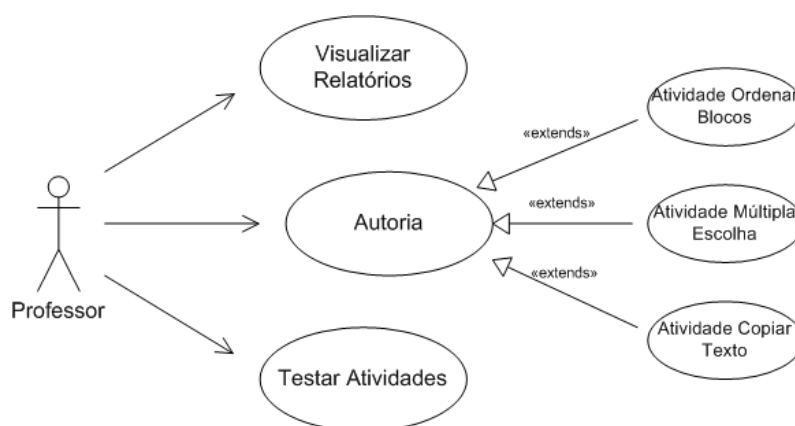 Visualizar
Relatórios
Atividade Ordenar
Blocos
«extends»
Autoria
«extends»
Atividade Múltipla
Escolha
«extends»
Professor
Atividade Copiar
Texto
Testar Atividades